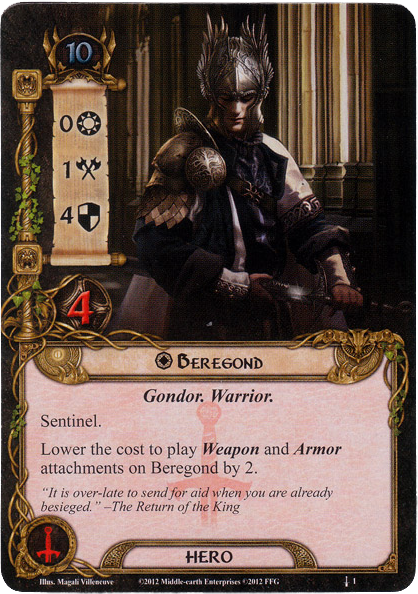 10
0
1
4
4
Beregond
Gondor. Warrior.
Sentinel.
Lower the cost to play Weapon and Armor
attachments on Beregond by 2.
“It is over-late to send for aid when you are already
besieged.” –The Return of the King
HERO
Illus. Magali Villeneuve ©2012 Middle-earth Enterprises ©2012 FFG 1